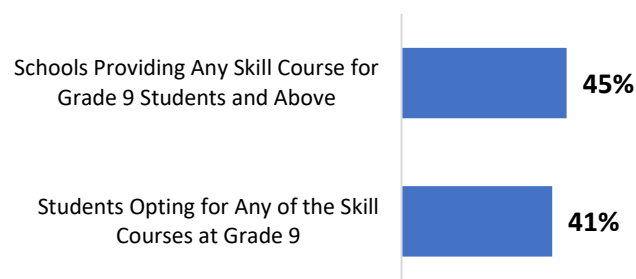 Schools Providing Any Skill Course for
Grade 9 Students and Above
45%
Students Opting for Any of the Skill
Courses at Grade 9
41%